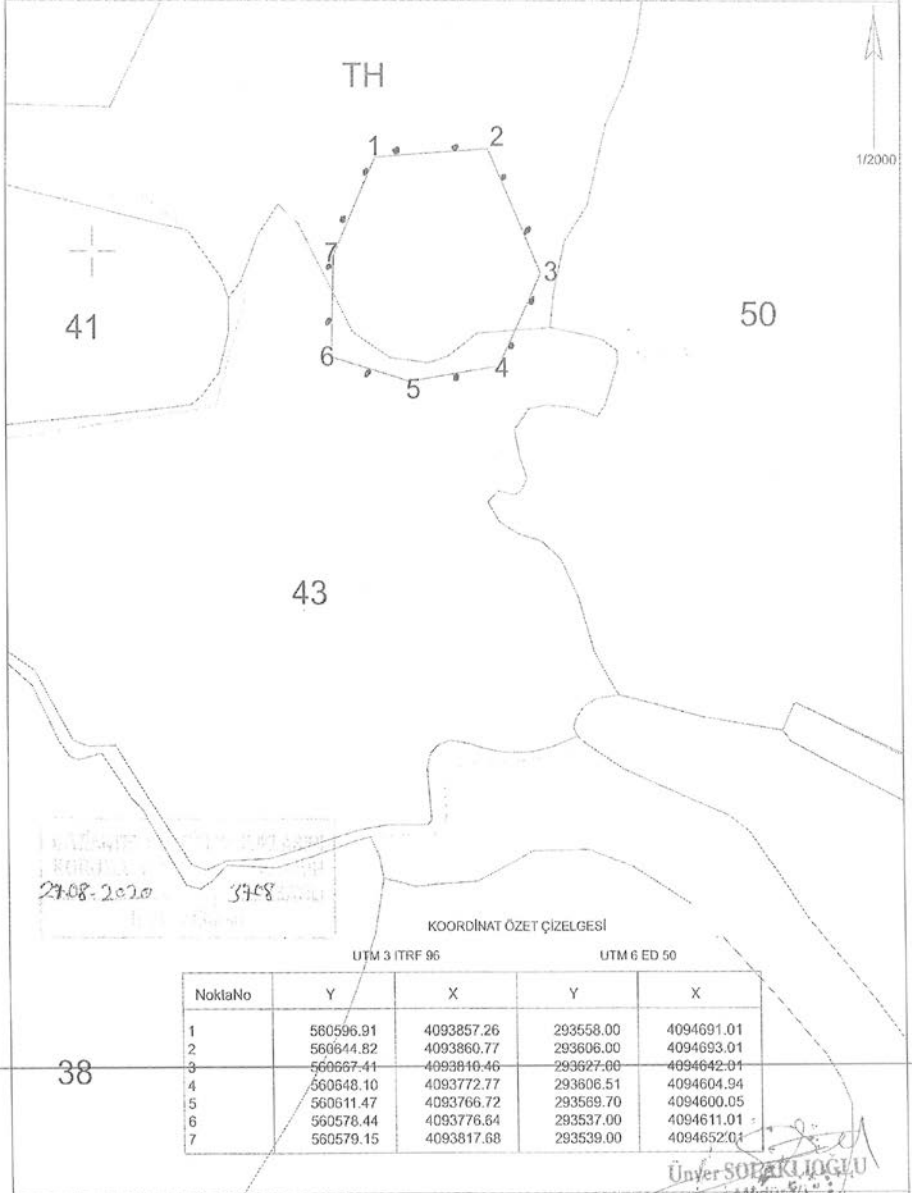 TH
1
2
1/2000
7
3
41
50
6
4
5
43
27-08-2020 3708
KOORDİNAT ÖZET ÇİZELGESİ
UTM 3 ITRF 96 UTM 6 ED 50
NoktaNo Y X Y X
1 560596.91 4093857.26 293558.00 4094691.01
2 560644.82 4093860.77 293606.00 4094693.01
3 560667.41 4093810.46 293627.00 4094642.01
4 560648.10 4093772.77 293606.51 4094604.94
5 560611.47 4093766.72 293569.70 4094600.05
6 560578.44 4093776.64 293537.00 4094611.01
7 560579.15 4093817.68 293539.00 4094652.01
38
Ünver